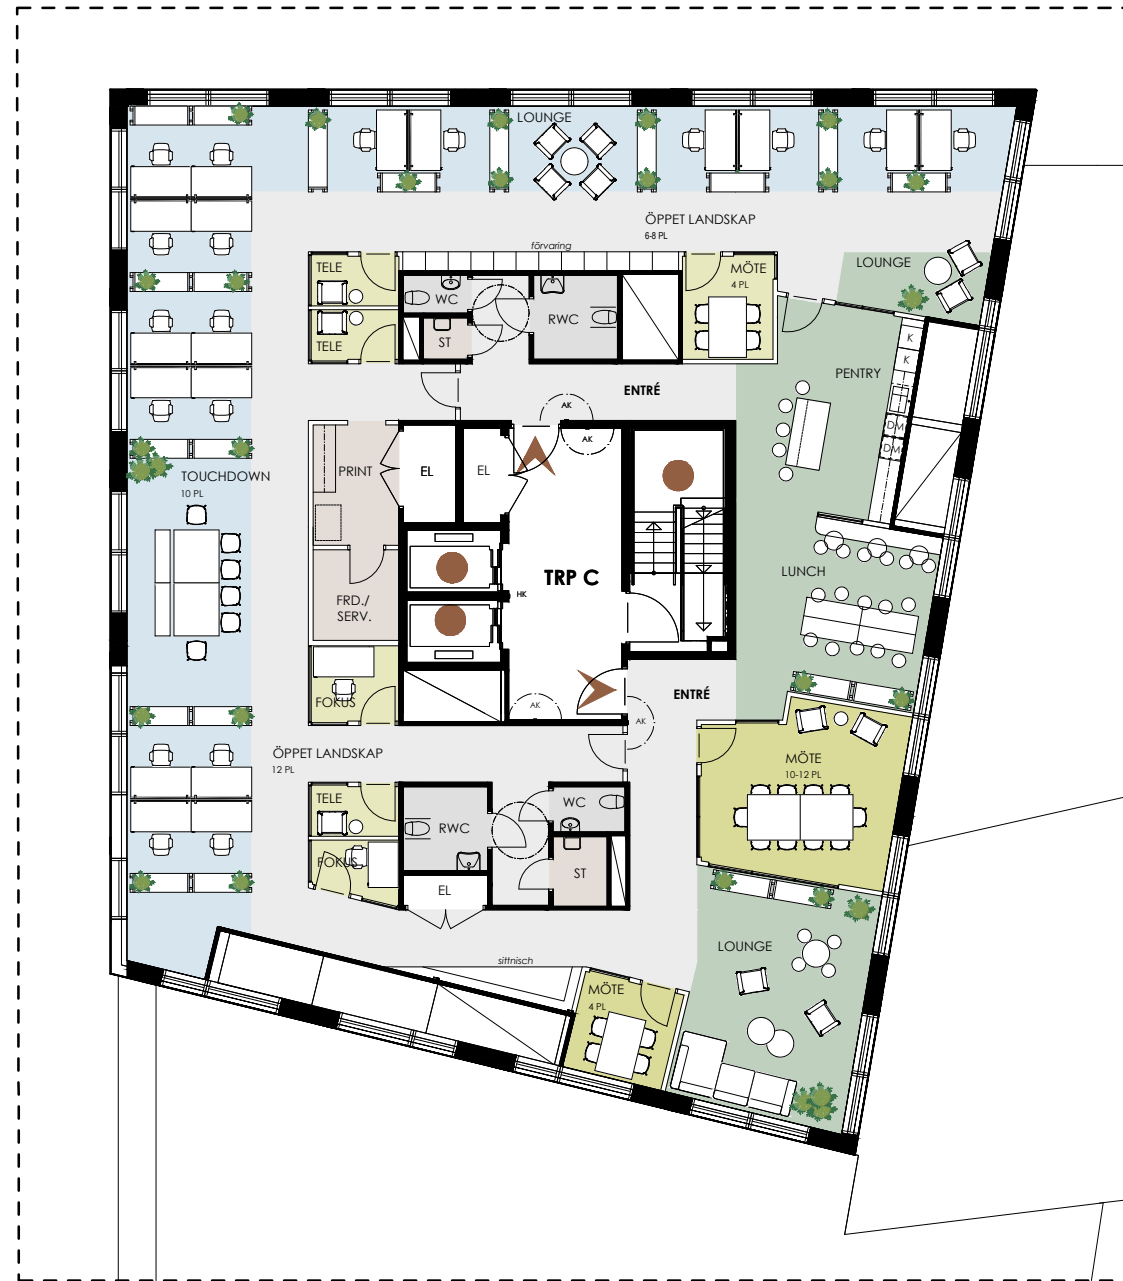 LOUNGE
ÖPPET LANDSKAP
6-8 PL
förvaring
TELE
MÖTE
4 PL
LOUNGE
WC
RWC
ST
TELE
K
K
PENTRY
ENTRÉ
AK
AK
DM
DM
PRINT
EL
EL
TOUCHDOWN
10 PL
TRP C
HK
LUNCH
FRD./
SERV.
FOKUS
ENTRÉ
AK
AK
ÖPPET LANDSKAP
12 PL
MÖTE
10-12 PL
TELE
WC
RWC
FOKUS
ST
EL
LOUNGE
sittnisch
MÖTE
4 PL